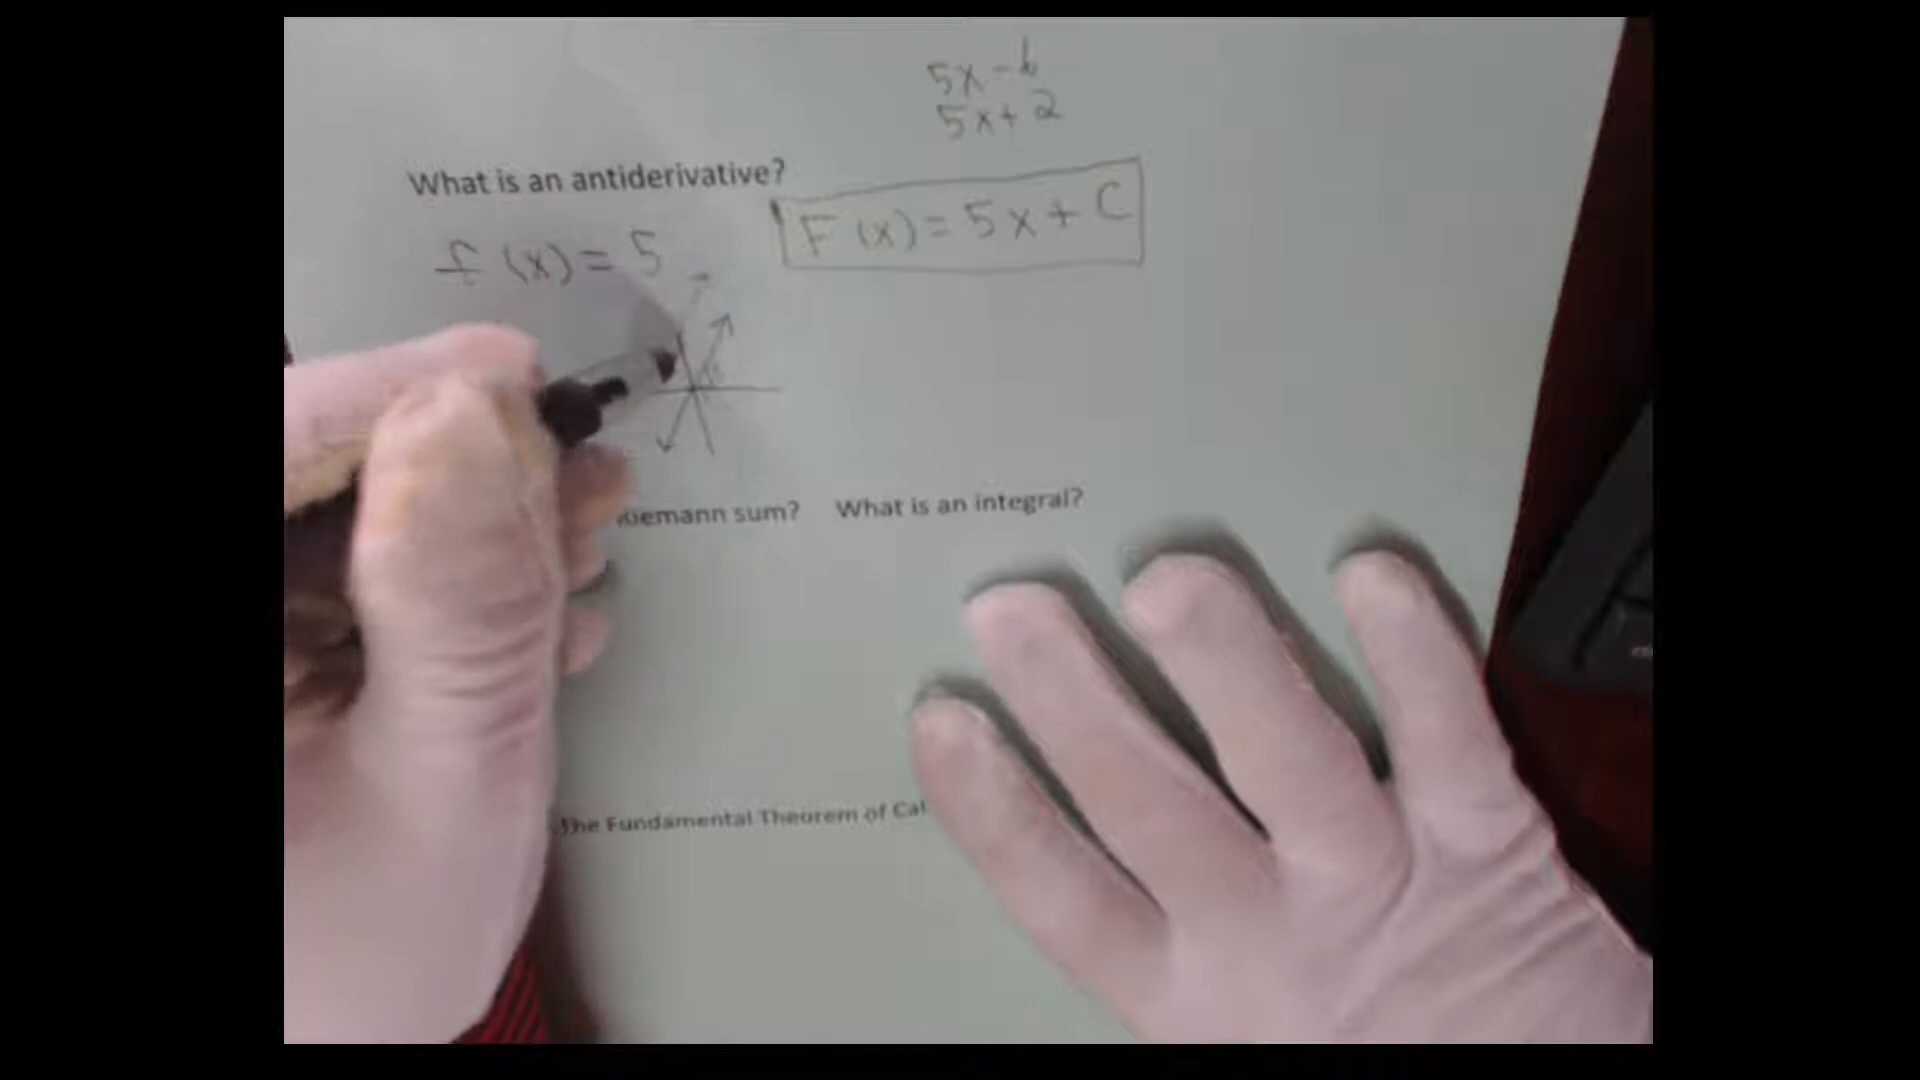 5x-6
5x+2
What is an antiderivative?
F(x)=5x+C
f(x)=5
Riemann sum? What is an integral?
The Fundamental Theorem of Cal